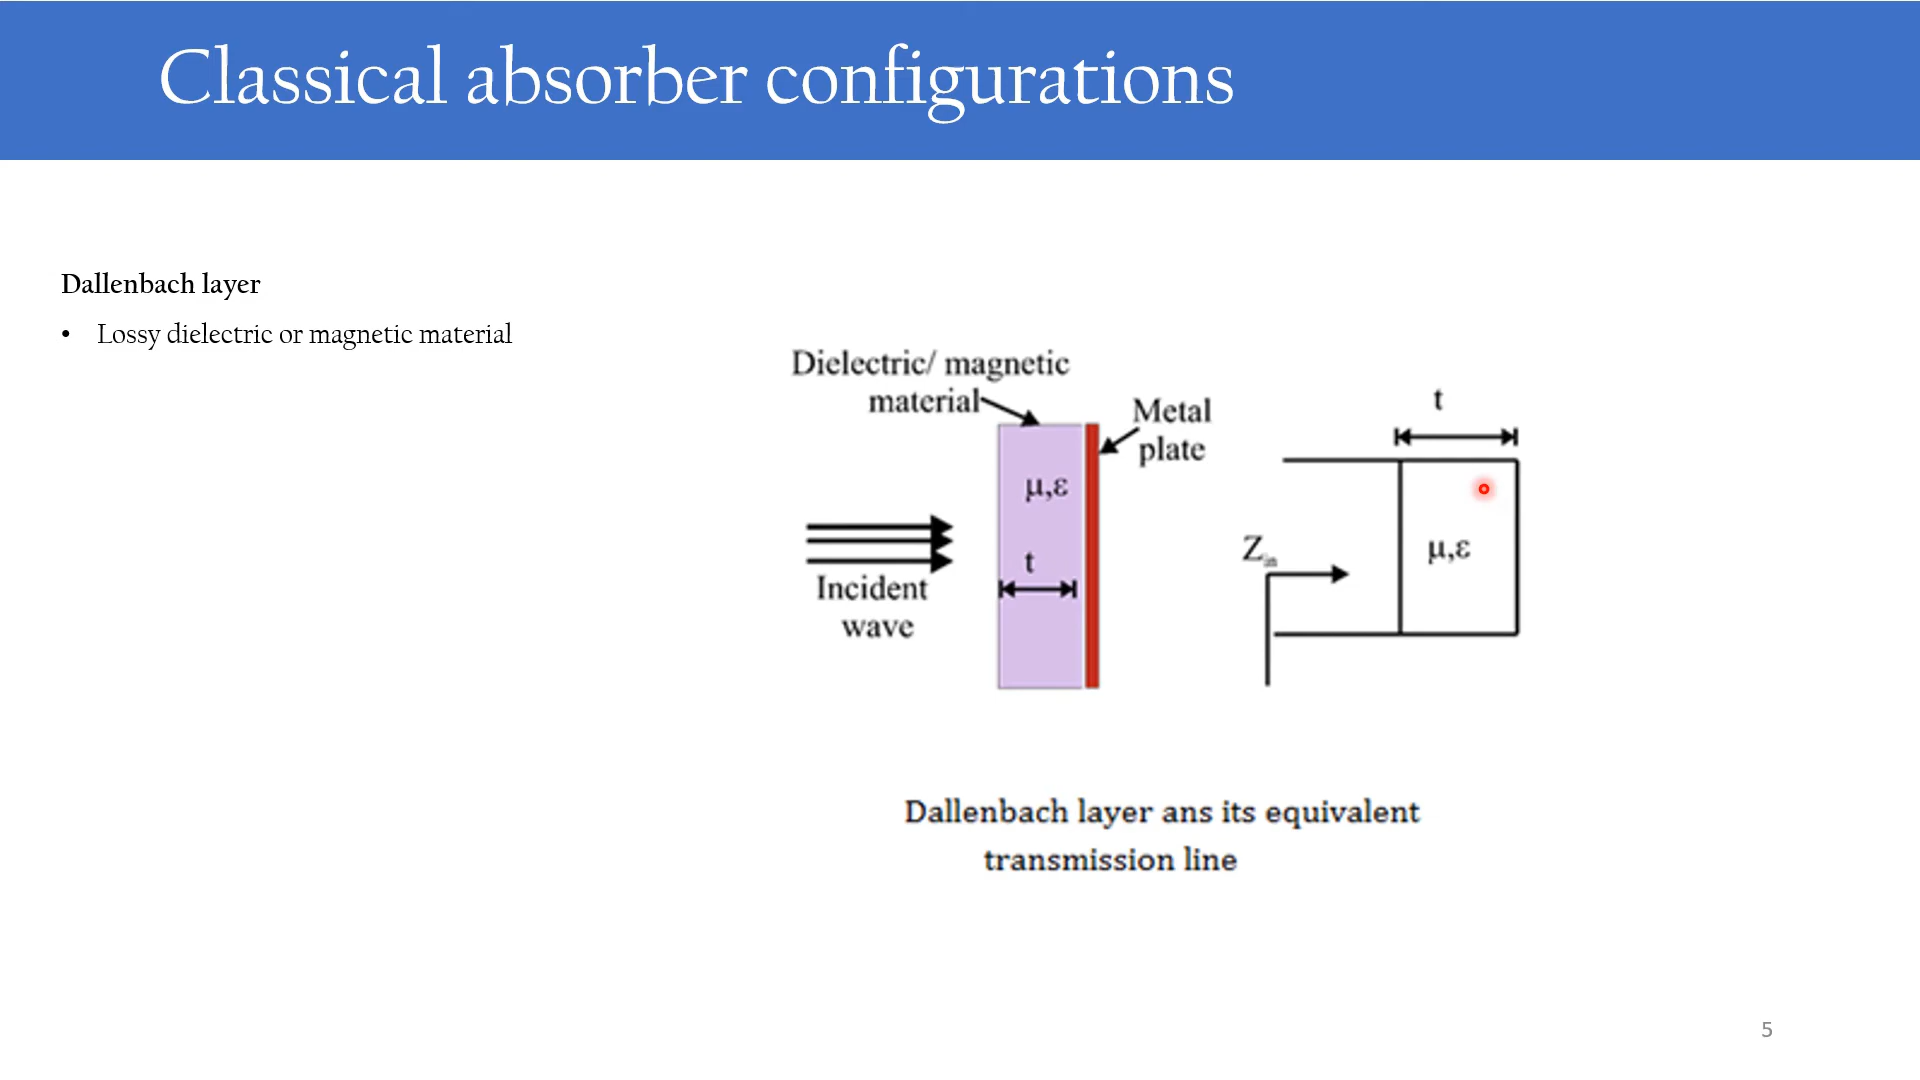 Classical absorber configurations
Dallenbach layer
• Lossy dielectric or magnetic material
Dielectric/ magnetic
material
Metal
plate
μ,ε
t
Incident
wave
t
Zin
μ,ε
Dallenbach layer ans its equivalent
transmission line
5